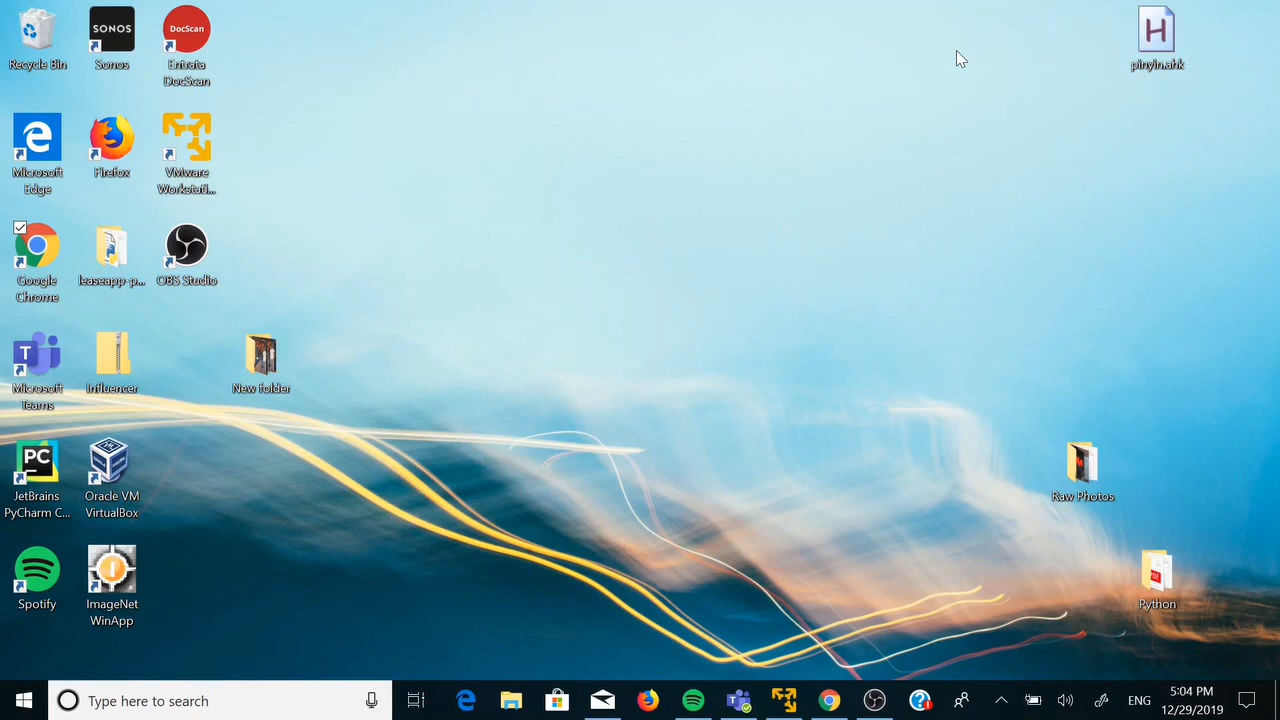 Recycle Bin
SONOS
Sonos
DocScan
Entrata
DocScan
H
pinyin.ahk
Microsoft
Edge
Firefox
VMware
Workstati...
Google
Chrome
leaseapp-p...
OBS Studio
T
Microsoft
Teams
Influencer
New folder
PC
JetBrains
PyCharm C...
Oracle VM
VirtualBox
Raw Photos
Spotify
ImageNet
WinApp
PDF
Python
Type here to search
ENG
5:04 PM
12/29/2019